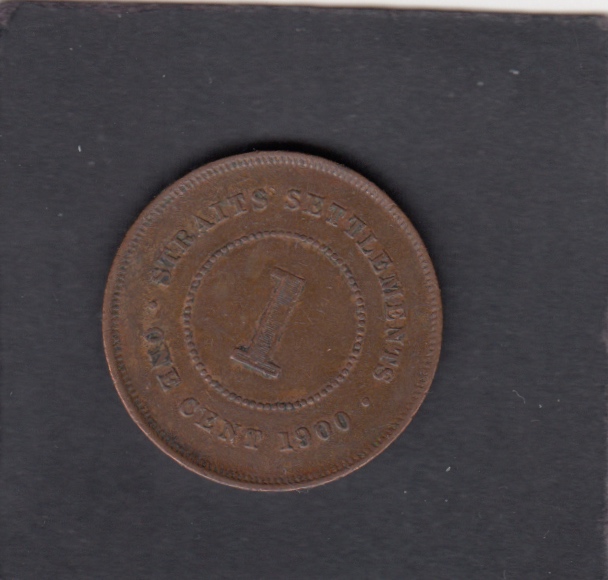 STRAITS SETTLEMENTS
1
ONE CENT 1900